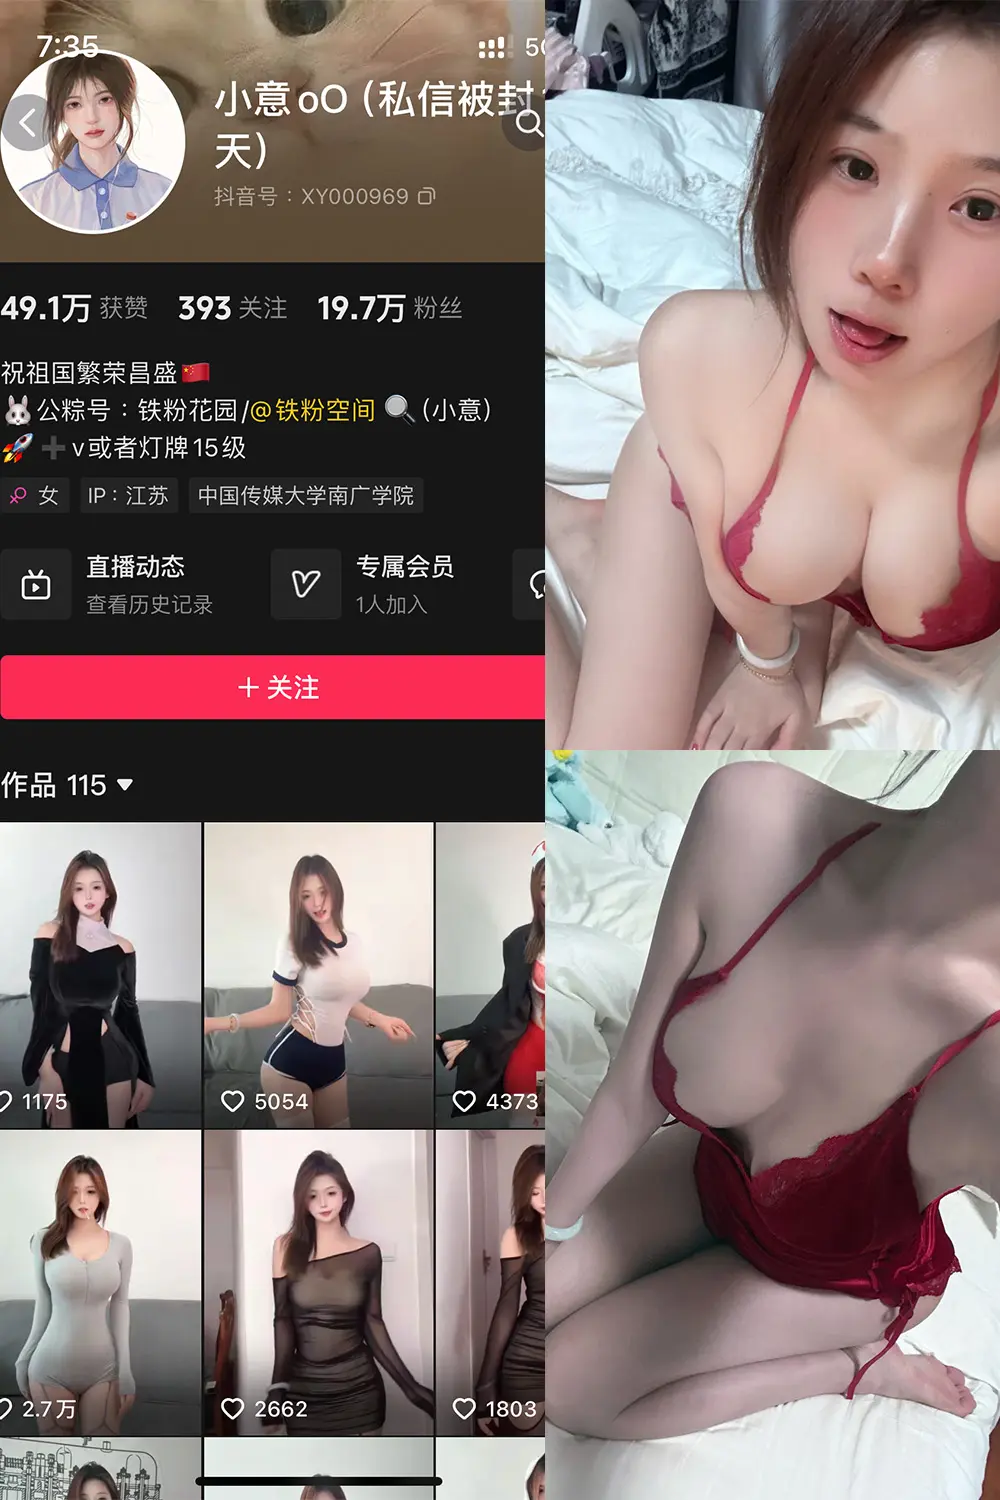 7:35
小意oO（私信被封
天）
抖音号：XY000969
49.1万 获赞 393 关注 19.7万 粉丝
祝祖国繁荣昌盛🇨🇳
🐰公粽号：铁粉花园/@铁粉空间 🔍(小意)
🚀➕v或者灯牌15级
女 IP：江苏 中国传媒大学南广学院
直播动态 专属会员
查看历史记录 1人加入
＋关注
作品 115
1175 5054 4373
2.7万 2662 1803